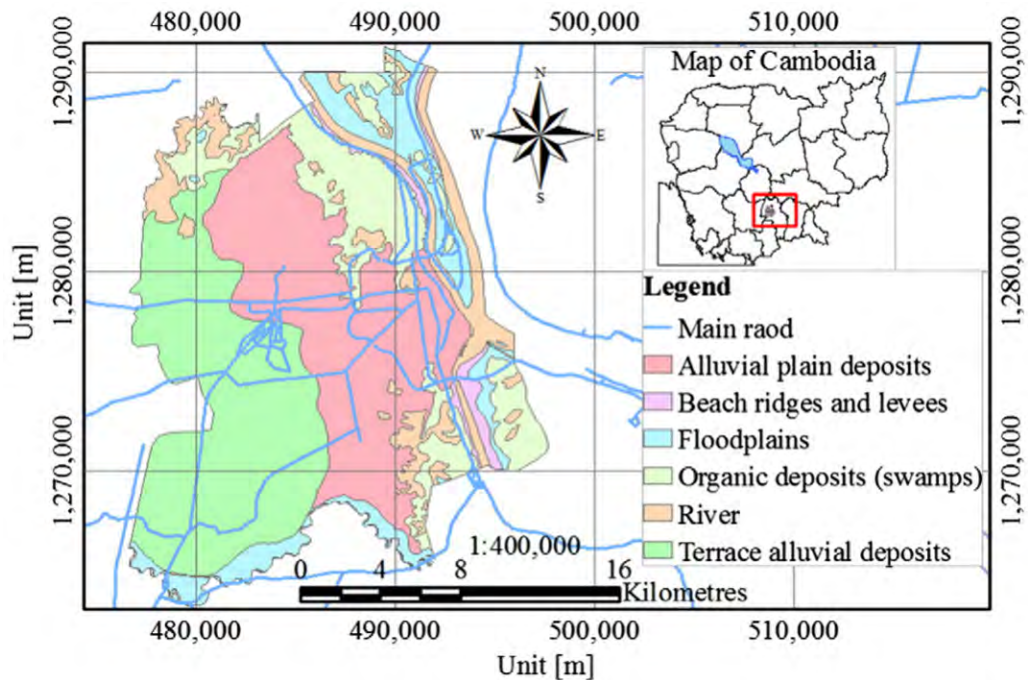 480,000 490,000 500,000 510,000
1,290,000
1,280,000
1,270,000
Unit [m]
N
W E
S
Map of Cambodia
Legend
Main raod
Alluvial plain deposits
Beach ridges and levees
Floodplains
Organic deposits (swamps)
River
Terrace alluvial deposits
1:400,000
0 4 8 16
Kilometres
1,290,000
1,280,000
1,270,000
480,000 490,000 500,000 510,000
Unit [m]